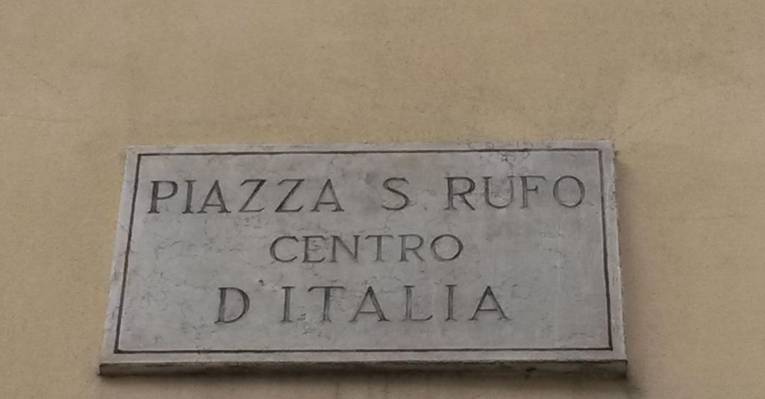 PIAZZA S RUFO
CENTRO
D'ITALIA